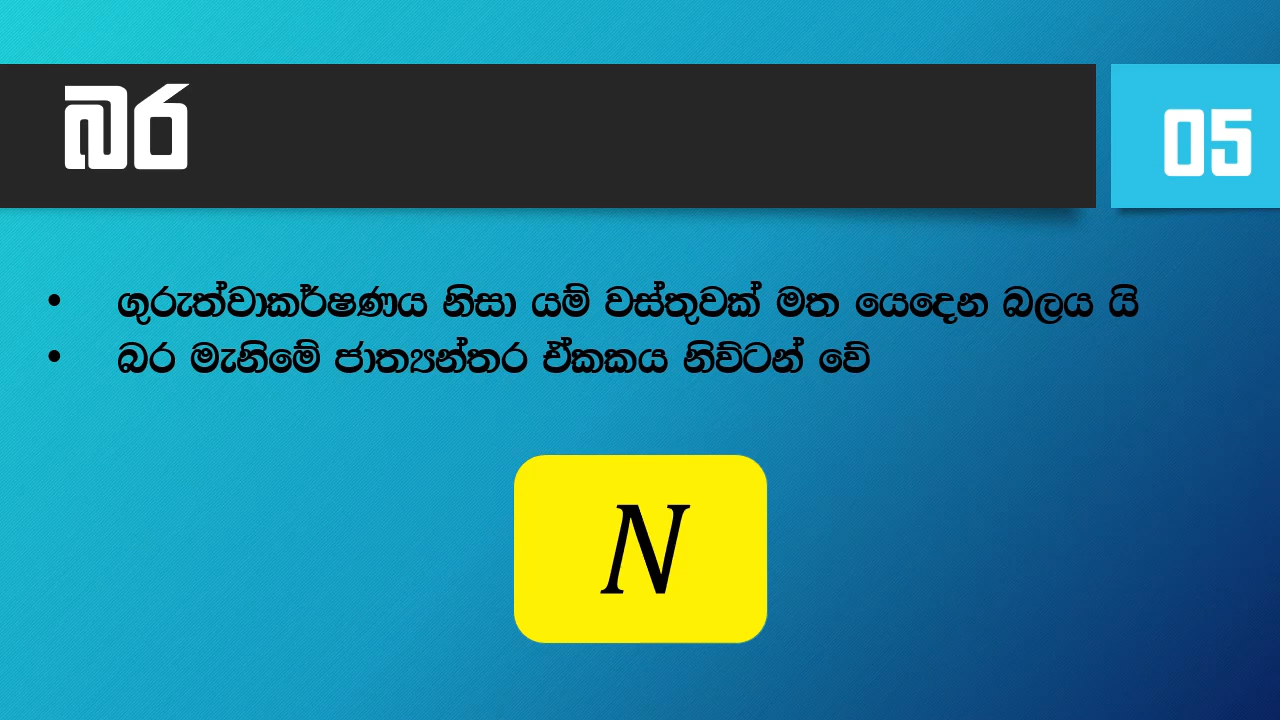 බර
05
• ගුරුත්වාකර්ෂණය නිසා යම් වස්තුවක් මත යෙදෙන බලය යි
• බර මැනිමේ ජාත්‍යන්තර ඒකකය නිව්ටන් වේ
N